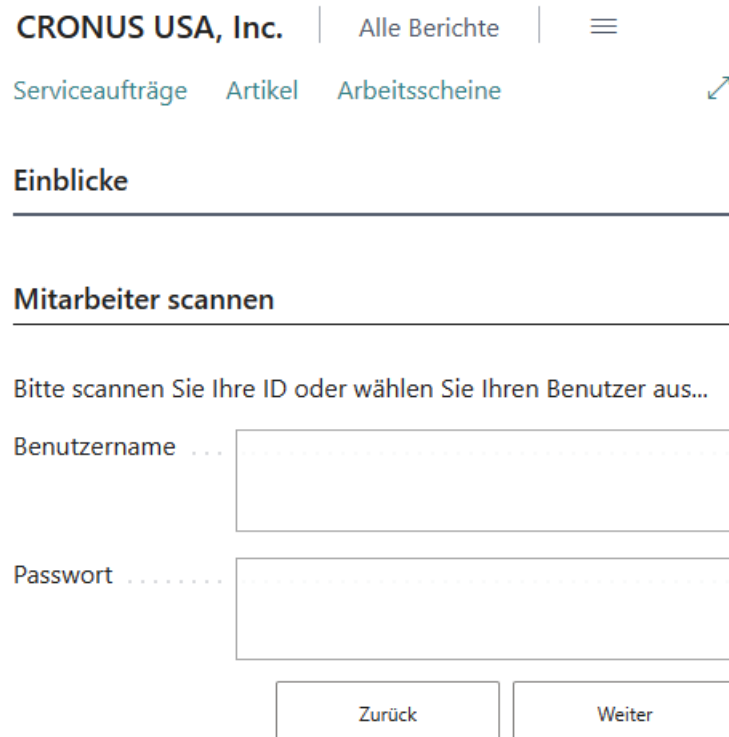 CRONUS USA, Inc. Alle Berichte
Serviceaufträge Artikel Arbeitsscheine
Einblicke
Mitarbeiter scannen
Bitte scannen Sie Ihre ID oder wählen Sie Ihren Benutzer aus...
Benutzername
Passwort
Zurück Weiter